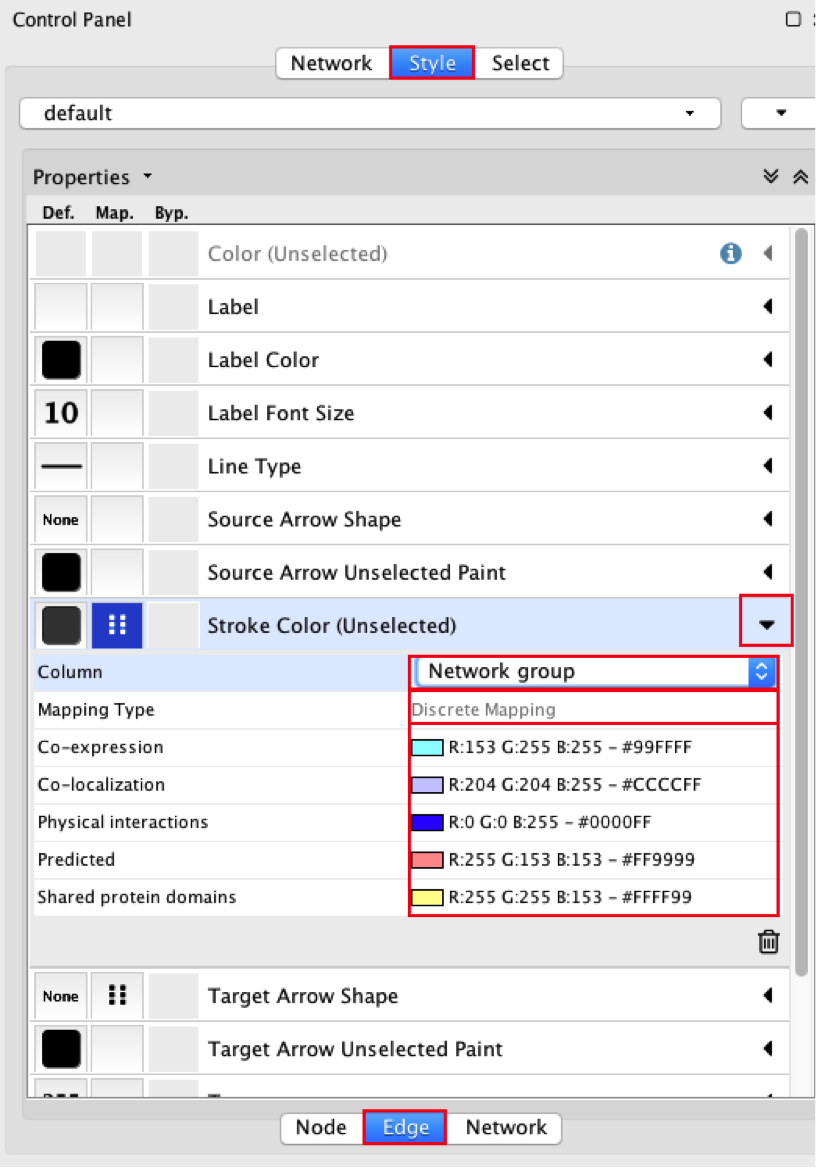 Control Panel
Network Style Select
default
Properties
Def. Map. Byp.
Color (Unselected)
Label
Label Color
10 Label Font Size
Line Type
None Source Arrow Shape
Source Arrow Unselected Paint
Stroke Color (Unselected)
Column Network group
Mapping Type Discrete Mapping
Co-expression R:153 G:255 B:255 – #99FFFF
Co-localization R:204 G:204 B:255 – #CCCCFF
Physical interactions R:0 G:0 B:255 – #0000FF
Predicted R:255 G:153 B:153 – #FF9999
Shared protein domains R:255 G:255 B:153 – #FFFF99
None Target Arrow Shape
Target Arrow Unselected Paint
Node Edge Network